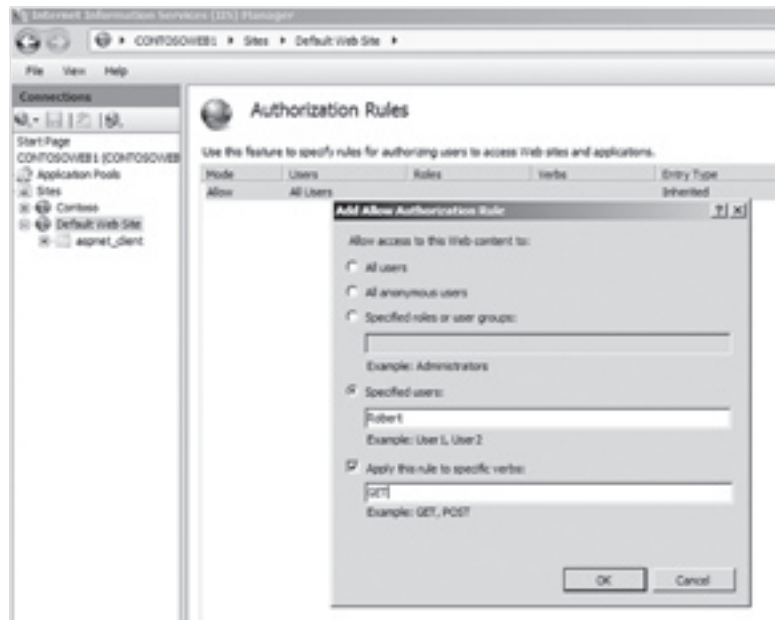 Internet Information Services (IIS) Manager
CONTOSOWEB1 Sites Default Web Site
File View Help
Connections
Start Page
CONTOSOWEB1 (CONTOSOWEB
Application Pools
Sites
Contoso
Default Web Site
aspnet_client
Authorization Rules
Use this feature to specify rules for authorizing users to access Web sites and applications.
Mode Users Roles Verbs Entry Type
Allow All Users Inherited
Add Allow Authorization Rule
Allow access to this Web content to:
All users
All anonymous users
Specified roles or user groups:
Example: Administrators
Specified users:
Robert
Example: User1, User2
Apply this rule to specific verbs:
GET
Example: GET, POST
OK Cancel